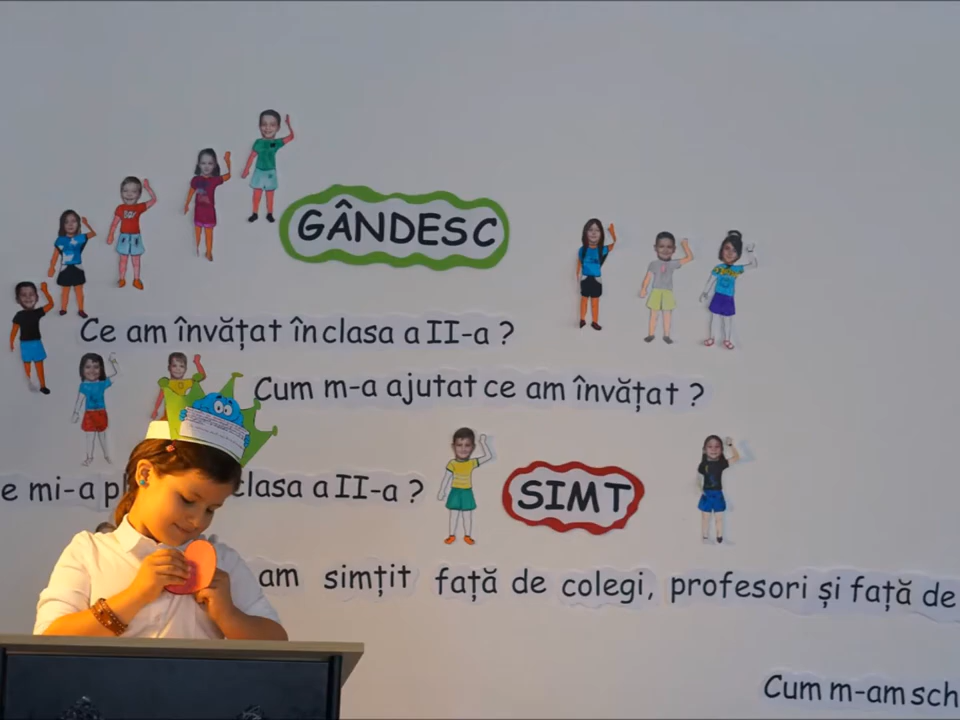 GÂNDESC
Ce am învățat în clasa a II-a ?
Cum m-a ajutat ce am învățat ?
e mi-a p clasa a II-a ?
SIMT
am simțit față de colegi, profesori și față de
Cum m-am sch